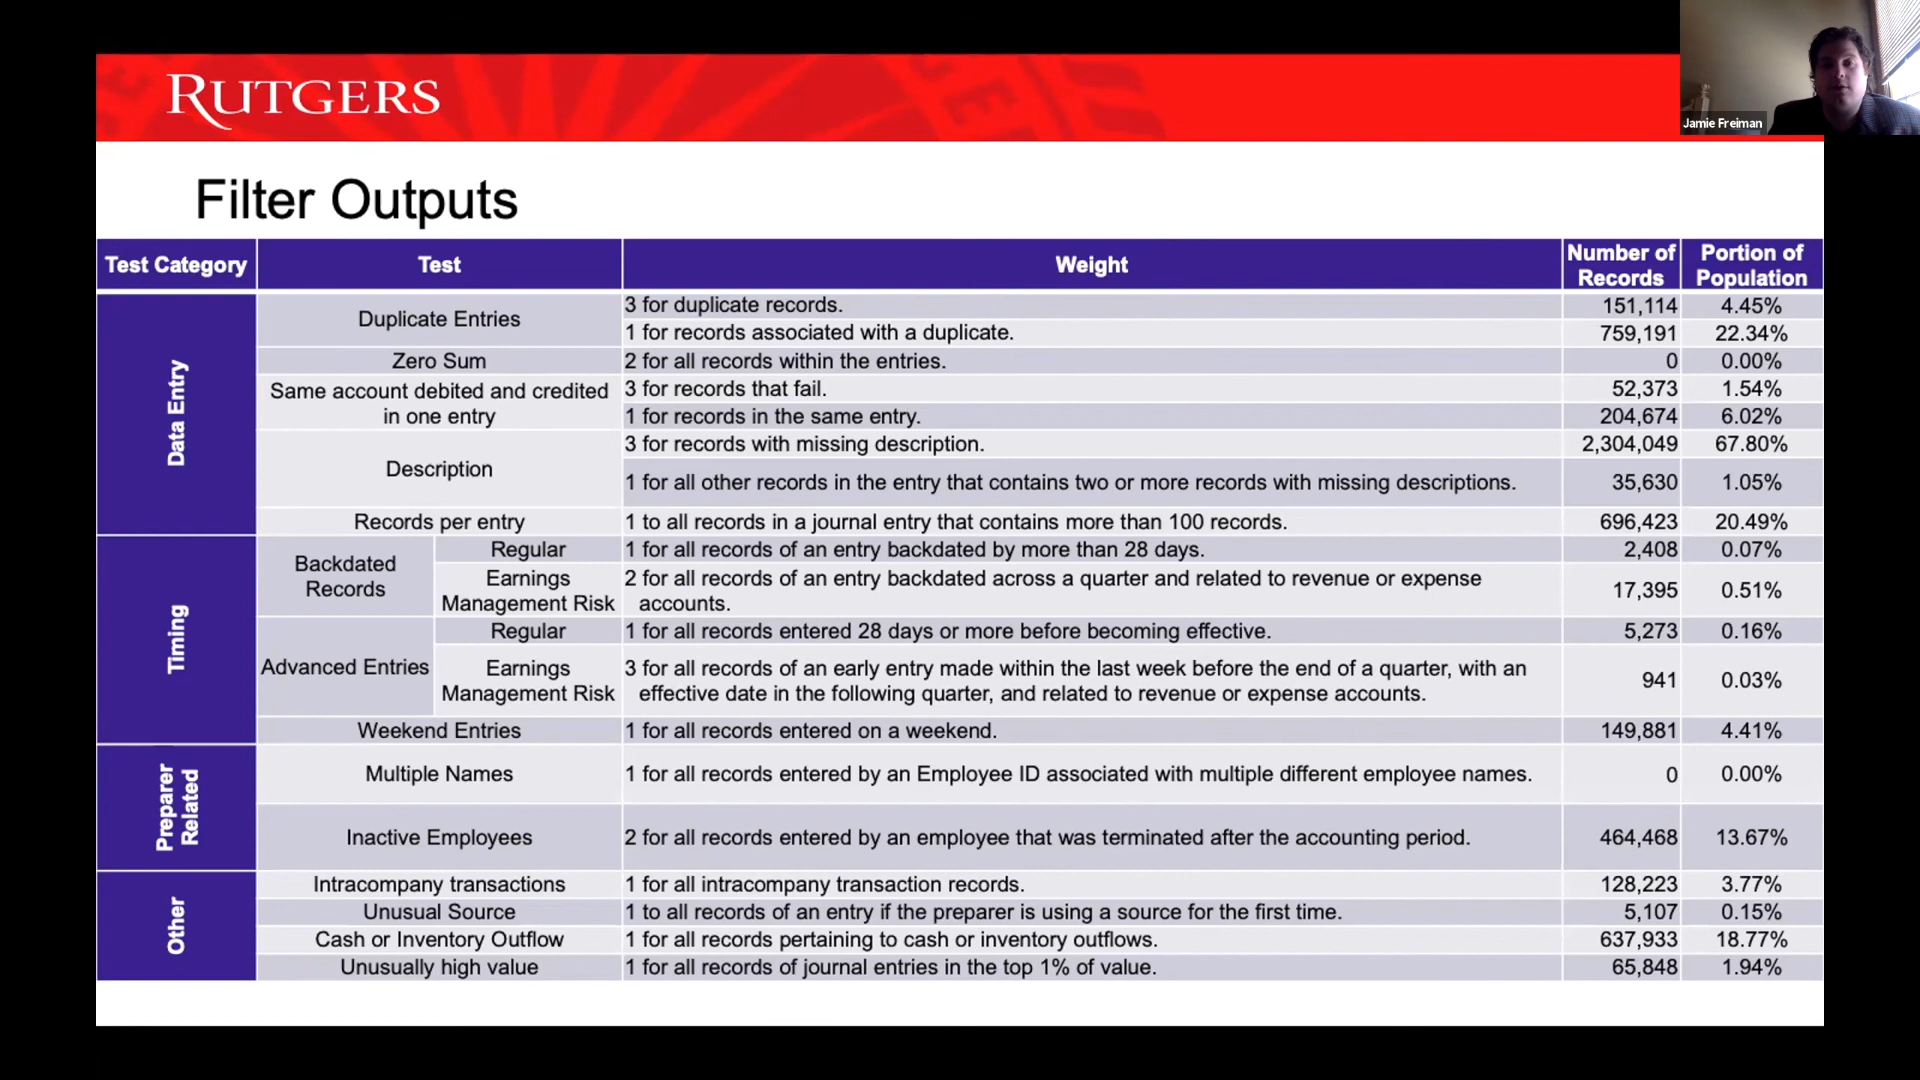 RUTGERS
Jamie Freiman
Filter Outputs
Test Category
Test
Weight
Number of
Records
Portion of
Population
Data Entry
Duplicate Entries
3 for duplicate records.
151,114
4.45%
1 for records associated with a duplicate.
759,191
22.34%
Zero Sum
2 for all records within the entries.
0
0.00%
Same account debited and credited
in one entry
3 for records that fail.
52,373
1.54%
1 for records in the same entry.
204,674
6.02%
Description
3 for records with missing description.
2,304,049
67.80%
1 for all other records in the entry that contains two or more records with missing descriptions.
35,630
1.05%
Records per entry
1 to all records in a journal entry that contains more than 100 records.
696,423
20.49%
Timing
Backdated
Records
Regular
1 for all records of an entry backdated by more than 28 days.
2,408
0.07%
Earnings
Management Risk
2 for all records of an entry backdated across a quarter and related to revenue or expense
accounts.
17,395
0.51%
Advanced Entries
Regular
1 for all records entered 28 days or more before becoming effective.
5,273
0.16%
Earnings
Management Risk
3 for all records of an early entry made within the last week before the end of a quarter, with an
effective date in the following quarter, and related to revenue or expense accounts.
941
0.03%
Weekend Entries
1 for all records entered on a weekend.
149,881
4.41%
Preparer
Related
Multiple Names
1 for all records entered by an Employee ID associated with multiple different employee names.
0
0.00%
Inactive Employees
2 for all records entered by an employee that was terminated after the accounting period.
464,468
13.67%
Other
Intracompany transactions
1 for all intracompany transaction records.
128,223
3.77%
Unusual Source
1 to all records of an entry if the preparer is using a source for the first time.
5,107
0.15%
Cash or Inventory Outflow
1 for all records pertaining to cash or inventory outflows.
637,933
18.77%
Unusually high value
1 for all records of journal entries in the top 1% of value.
65,848
1.94%